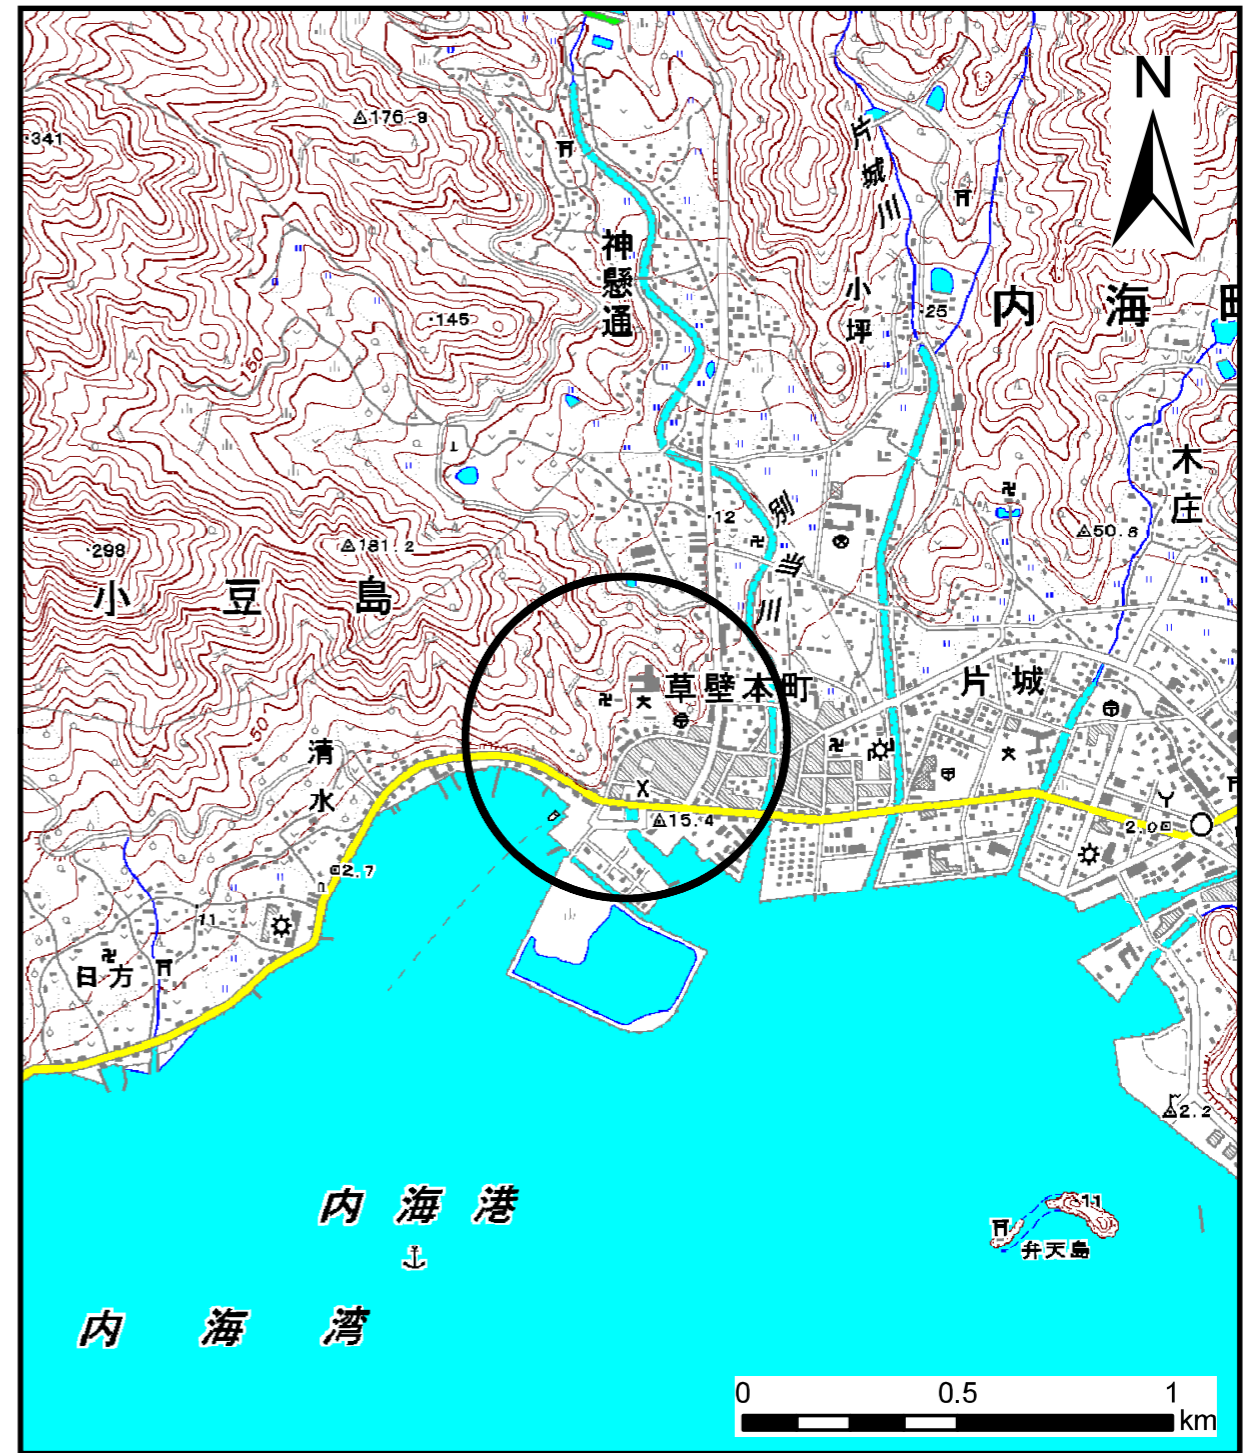 N
176.9
341
片城川
神懸通
小坪
25
内海町
145
150
木庄
12
別当川
50.8
298
181.2
小豆島
草壁本町
片城
50
清水
15.4
2.0
2.7
11
日方
2.2
内海港
11
弁天島
内海湾
0 0.5 1
km